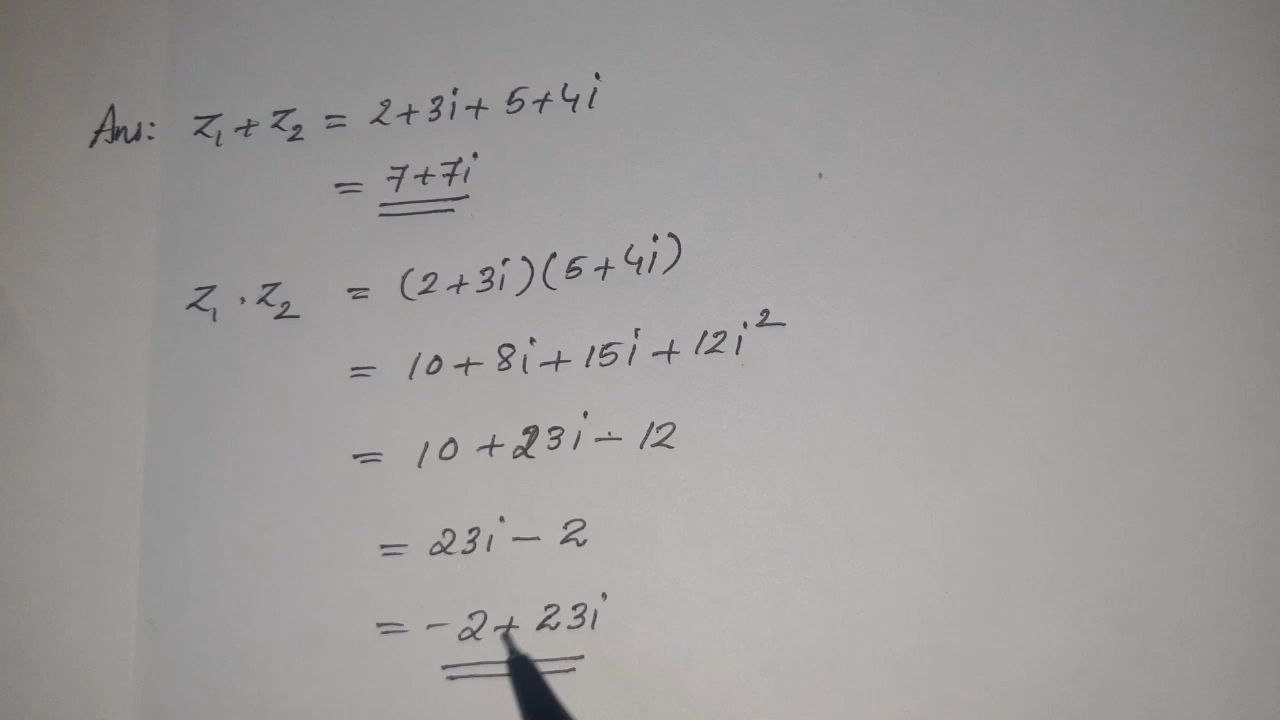 Ans: Z₁ + Z₂ = 2+3i + 5+4i
= 7+7i
Z₁ · Z₂ = (2+3i)(5+4i)
= 10 + 8i + 15i + 12i²
= 10 + 23i - 12
= 23i - 2
= -2 + 23i